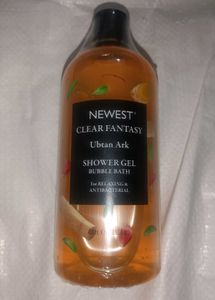 NEWEST
CLEAR FANTASY
Ubtan Ark
SHOWER GEL
BUBBLE BATH
For RELAXING &
ANTIBACTERIAL